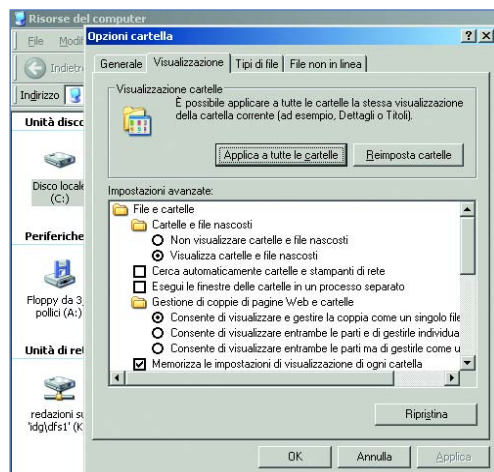 Risorse del computer
File Modif
Indietr
Indirizzo
Unità disco
Disco locale
(C:)
Periferiche
Floppy da 3
pollici (A:)
Unità di re
redazioni su
'idg\dfs1' (K
Opzioni cartella
Generale Visualizzazione Tipi di file File non in linea
Visualizzazione cartelle
È possibile applicare a tutte le cartelle la stessa visualizzazione
della cartella corrente (ad esempio, Dettagli o Titoli).
Applica a tutte le cartelle Reimposta cartelle
Impostazioni avanzate:
File e cartelle
Cartelle e file nascosti
Non visualizzare cartelle e file nascosti
Visualizza cartelle e file nascosti
Cerca automaticamente cartelle e stampanti di rete
Esegui le finestre delle cartelle in un processo separato
Gestione di coppie di pagine Web e cartelle
Consente di visualizzare e gestire la coppia come un singolo file
Consente di visualizzare entrambe le parti e di gestirle individua
Consente di visualizzare entrambe le parti ma di gestirle come u
Memorizza le impostazioni di visualizzazione di ogni cartella
Ripristina
OK Annulla Applica